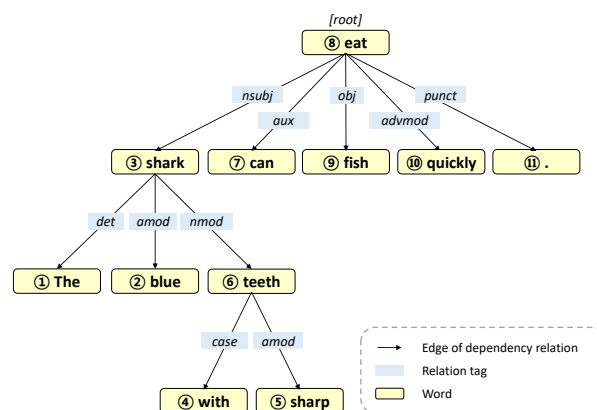 [root]
⑧ eat
nsubj
aux
obj
advmod
punct
③ shark
⑦ can
⑨ fish
⑩ quickly
⑪ .
det
amod
nmod
① The
② blue
⑥ teeth
case
amod
④ with
⑤ sharp
Edge of dependency relation
Relation tag
Word